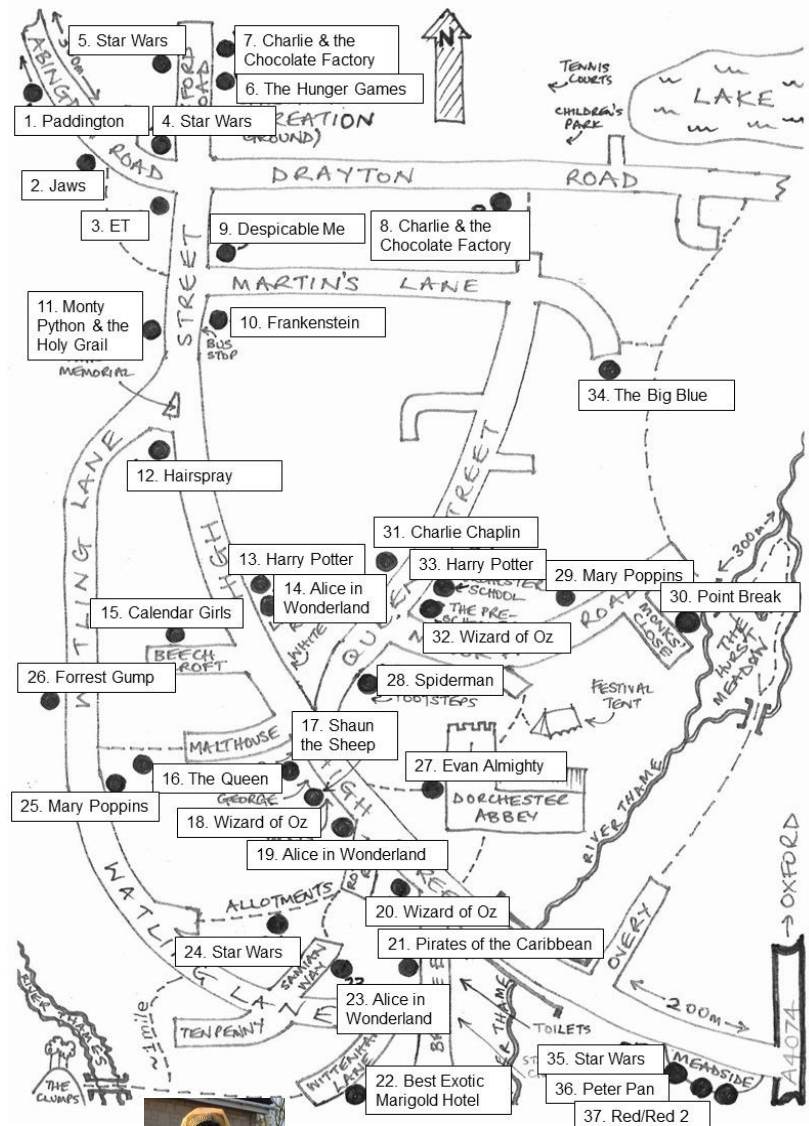 5. Star Wars
7. Charlie & the
Chocolate Factory
6. The Hunger Games
N
TENNIS
COURTS
LAKE
CHILDREN'S
PARK
1. Paddington
4. Star Wars
GROUND)
ROAD
2. Jaws
DRAYTON ROAD
3. ET
9. Despicable Me
8. Charlie & the
Chocolate Factory
MARTIN'S LANE
STREET
11. Monty
Python & the
Holy Grail
10. Frankenstein
BUS
STOP
MEMORIAL
34. The Big Blue
12. Hairspray
31. Charlie Chaplin
13. Harry Potter
33. Harry Potter
SCHOOL
300m
14. Alice in
Wonderland
29. Mary Poppins
30. Point Break
THE PRE-
15. Calendar Girls
32. Wizard of Oz
ROAD
MONKS'
CLOSE
THE
HURST
MEADOW
WHITE
26. Forrest Gump
28. Spiderman
FESTIVAL
TENT
17. Shaun
the Sheep
MALTHOUSE
HIGH
16. The Queen
GEORGE
27. Evan Almighty
DORCHESTER
ABBEY
25. Mary Poppins
18. Wizard of Oz
RIVER THAME
19. Alice in Wonderland
ALLOTMENTS
20. Wizard of Oz
OVERY
→ OXFORD
24. Star Wars
21. Pirates of the Caribbean
SAMIAN
WAY
200m
A4074
23. Alice in
Wonderland
TOILETS
TENPENNY
RIVER THAMES
~1 mile
35. Star Wars
MEADSIDE
36. Peter Pan
THE
CLUMPS
LANE
22. Best Exotic
Marigold Hotel
37. Red/Red 2